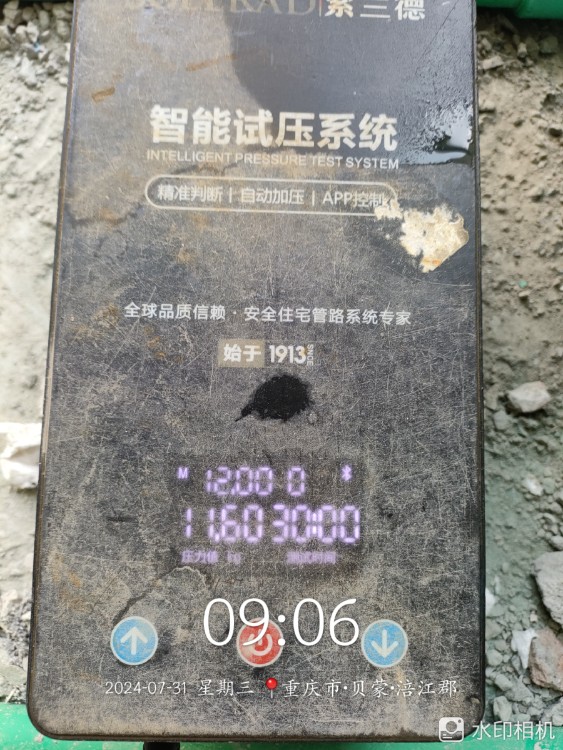 索兰德
智能试压系统
INTELLIGENT PRESSURE TEST SYSTEM
精准判断 | 自动加压 | APP控制
全球品质信赖 · 安全住宅管路系统专家
始于 1913 SINCE
M 12.00 0
11.60 30:00
压力值 kg 测试时间
09:06
2024-07-31 星期三 重庆市·贝蒙·涪江郡
水印相机